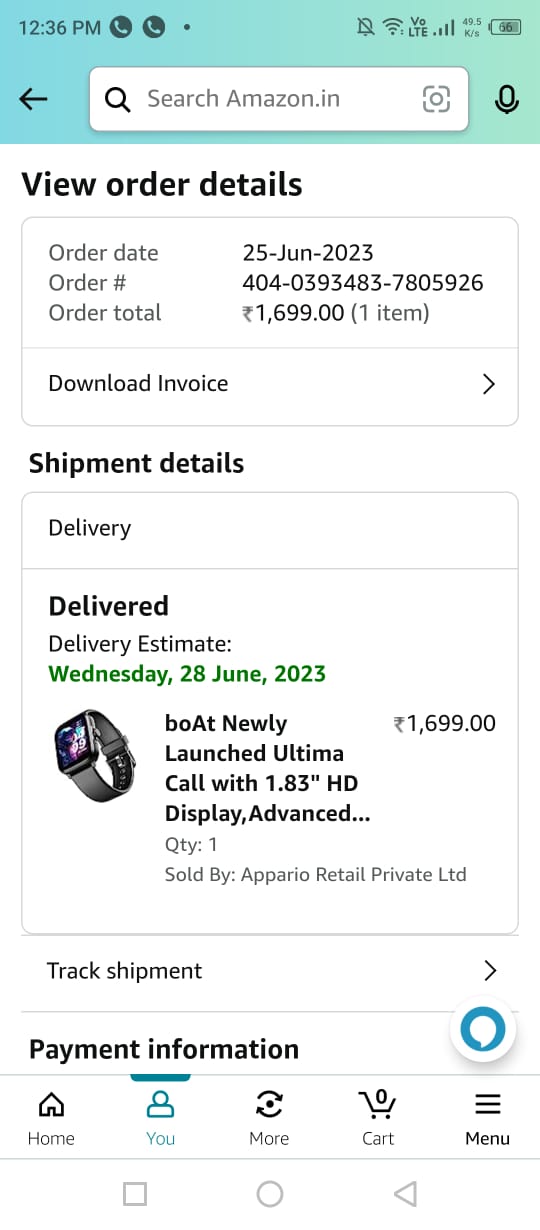 12:36 PM
Vo LTE 49.5 K/s 66
Search Amazon.in
View order details
Order date 25-Jun-2023
Order # 404-0393483-7805926
Order total ₹1,699.00 (1 item)
Download Invoice
Shipment details
Delivery
Delivered
Delivery Estimate:
Wednesday, 28 June, 2023
boAt Newly ₹1,699.00
Launched Ultima
Call with 1.83" HD
Display,Advanced...
Qty: 1
Sold By: Appario Retail Private Ltd
Track shipment
Payment information
0
Home You More Cart Menu